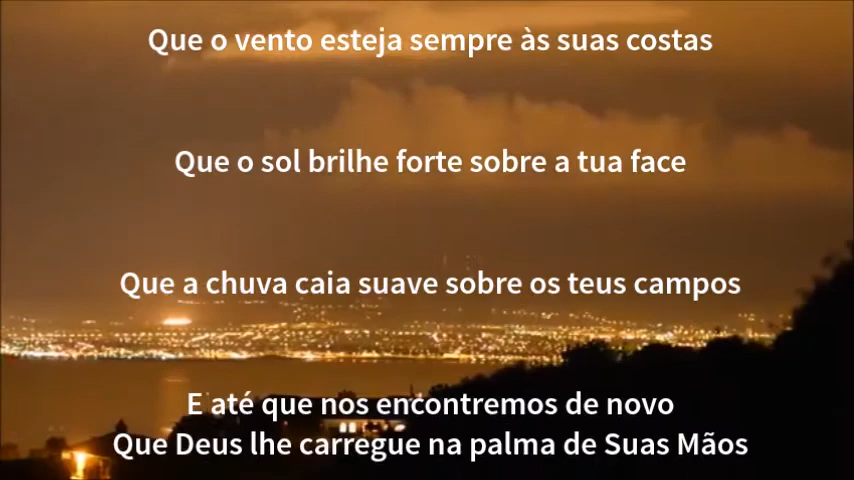 Que o vento esteja sempre às suas costas
Que o sol brilhe forte sobre a tua face
Que a chuva caia suave sobre os teus campos
E até que nos encontremos de novo
Que Deus lhe carregue na palma de Suas Mãos